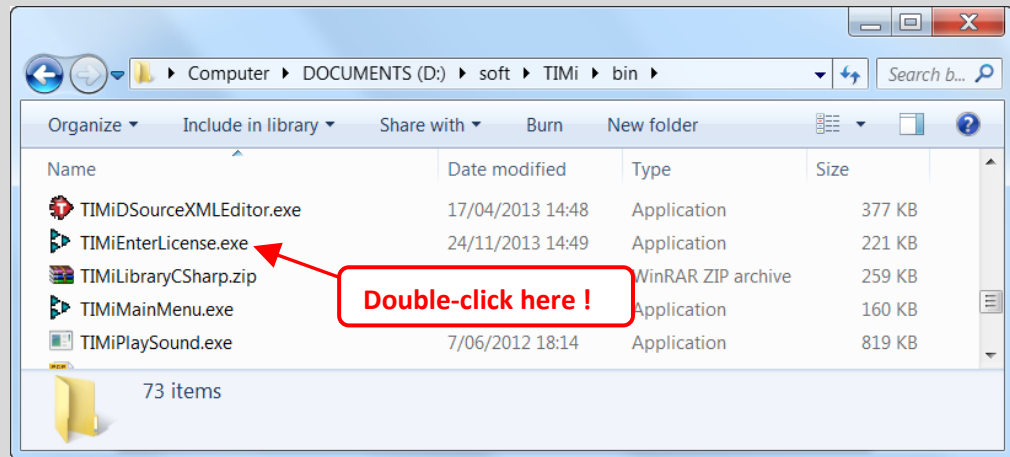 Computer DOCUMENTS (D:) soft TIMi bin Search b...
Organize Include in library Share with Burn New folder
Name Date modified Type Size
TIMiDSourceXMLEditor.exe 17/04/2013 14:48 Application 377 KB
TIMiEnterLicense.exe 24/11/2013 14:49 Application 221 KB
TIMiLibraryCSharp.zip WinRAR ZIP archive 259 KB
Double-click here !
TIMiMainMenu.exe Application 160 KB
TIMiPlaySound.exe 7/06/2012 18:14 Application 819 KB
73 items